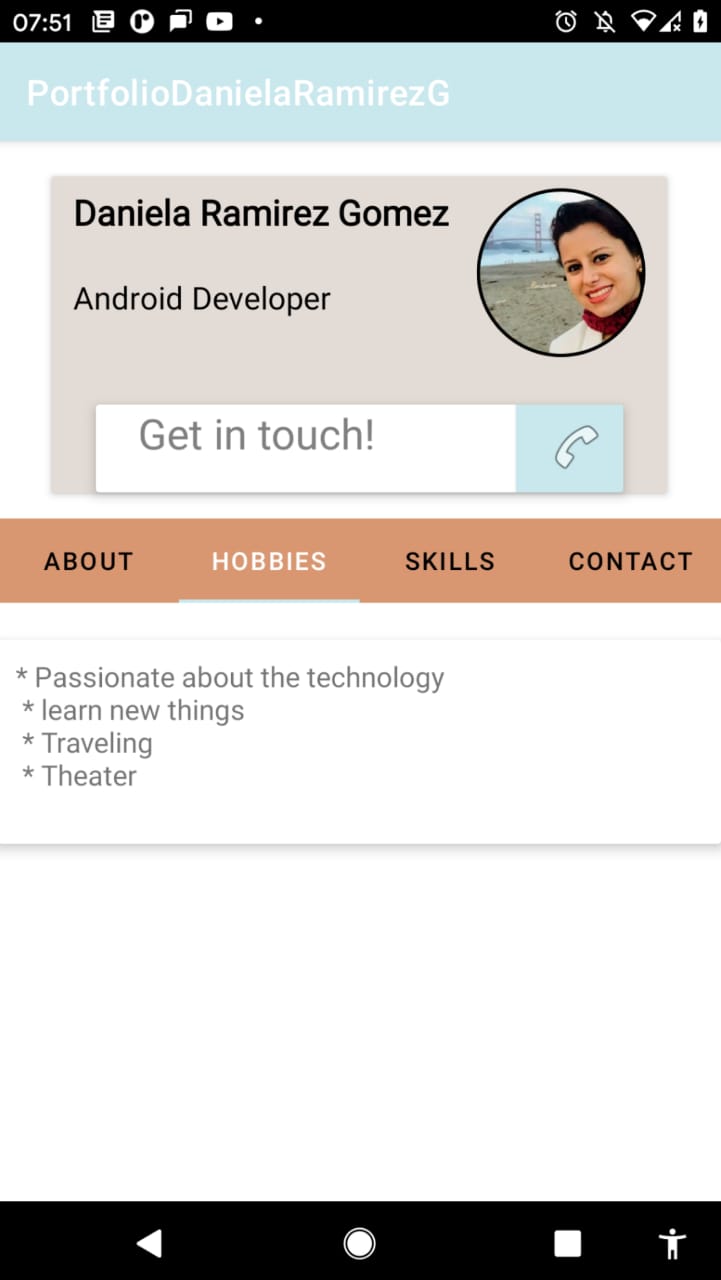 07:51
PortfolioDanielaRamirezG
Daniela Ramirez Gomez
Android Developer
Get in touch!
ABOUT HOBBIES SKILLS CONTACT
* Passionate about the technology
* learn new things
* Traveling
* Theater